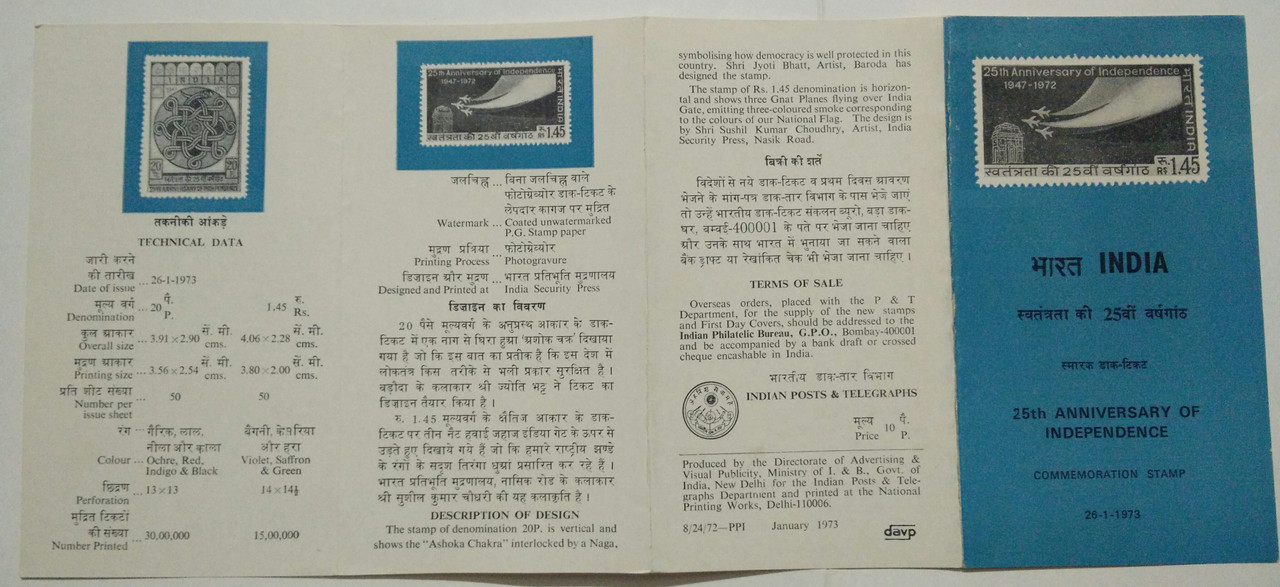 INDIA
20 प.
20 P.
25TH ANNIVERSARY OF INDEPENDENCE
तकनीकी आंकड़े
TECHNICAL DATA
जारी करने
की तारीख
Date of issue ... 26-1-1973
मूल्य वर्ग ... 20 पै. 1.45 रु.
Denomination P. Rs.
कुल आकार ... 3.91×2.90 सें. मी. 4.06×2.28 सें. मी.
Overall size cms. cms.
मुद्रण आकार ... 3.56×2.54 सें. मी. 3.80×2.00 सें. मी.
Printing size cms. cms.
प्रति शीट संख्या
Number per 50 50
issue sheet
रंग ... गैरिक, लाल, बैगनी, केसरिया
नीला और काला और हरा
Colour ... Ochre, Red, Violet, Saffron
Indigo & Black & Green
छिद्रण ... 13×13 14×14½
Perforation
मुद्रित टिकटों
की संख्या ... 30,00,000 15,00,000
Number Printed
25th Anniversary of Independence
1947-1972
भारत INDIA
स्वतंत्रता की 25वीं वर्षगांठ
रु. 1.45
RS
जलचिह्न ... बिना जलचिह्न वाले
फोटोग्रेव्योर डाक-टिकट के
लेपदार कागज पर मुद्रित
Watermark ... Coated unwatermarked
P.G. Stamp paper
मुद्रण प्रक्रिया ... फोटोग्रेव्योर
Printing Process Photogravure
डिजाइन और मुद्रण ... भारत प्रतिभूति मुद्रणालय
Designed and Printed at India Security Press
डिजाइन का विवरण
20 पैसे मूल्यवर्ग के अनुप्रस्थ आकार के डाक-
टिकट में एक नाग से घिरा हुआ 'अशोक चक्र' दिखाया
गया है जो कि इस बात का प्रतीक है कि इस देश में
लोकतंत्र किस तरीके से भली प्रकार सुरक्षित है ।
बड़ौदा के कलाकार श्री ज्योति भट्ट ने टिकट का
डिजाइन तैयार किया है ।
रु. 1.45 मूल्यवर्ग के क्षैतिज आकार के डाक-
टिकट पर तीन नैट हवाई जहाज इंडिया गेट के ऊपर से
उड़ते हुए दिखाये गये हैं जो कि हमारे राष्ट्रीय झण्डे
के रंगों के सदृश तिरंगा धुआं प्रसारित कर रहे हैं ।
भारत प्रतिभूति मुद्रणालय, नासिक रोड के कलाकार
श्री सुशील कुमार चौधरी की यह कलाकृति है ।
DESCRIPTION OF DESIGN
The stamp of denomination 20P. is vertical and
shows the "Ashoka Chakra" interlocked by a Naga,
symbolising how democracy is well protected in this
country. Shri Jyoti Bhatt, Artist, Baroda has
designed the stamp.
The stamp of Rs. 1.45 denomination is horizon-
tal and shows three Gnat Planes flying over India
Gate, emitting three-coloured smoke corresponding
to the colours of our National Flag. The design is
by Shri Sushil Kumar Choudhry, Artist, India
Security Press, Nasik Road.
बिक्री की शर्तें
विदेशों से नये डाक-टिकट व प्रथम दिवस आवरण
भेजने के मांग-पत्र डाक-तार विभाग के पास भेजे जाएं
तो उन्हें भारतीय डाक-टिकट संकलन ब्यूरो, बड़ा डाक-
घर, बम्बई-400001 के पते पर भेजा जाना चाहिए
और उनके साथ भारत में भुनाया जा सकने वाला
बैंक ड्राफ्ट या रेखांकित चेक भी भेजा जाना चाहिए ।
TERMS OF SALE
Overseas orders, placed with the P & T
Department, for the supply of the new stamps
and First Day Covers, should be addressed to the
Indian Philatelic Bureau, G.P.O., Bombay-400001
and be accompanied by a bank draft or crossed
cheque encashable in India.
भारतीय डाक-तार विभाग
INDIAN POSTS & TELEGRAPHS
मूल्य 10 पै.
Price P.
Produced by the Directorate of Advertising &
Visual Publicity, Ministry of I. & B., Govt. of
India, New Delhi for the Indian Posts & Tele-
graphs Department and printed at the National
Printing Works, Delhi-110006.
8/24/72—PPI January 1973
davp
25th Anniversary of Independence
1947-1972
भारत INDIA
स्वतंत्रता की 25वीं वर्षगांठ
रु. 1.45
RS
भारत INDIA
स्वतंत्रता की 25वीं वर्षगांठ
स्मारक डाक-टिकट
25th ANNIVERSARY OF
INDEPENDENCE
COMMEMORATION STAMP
26-1-1973